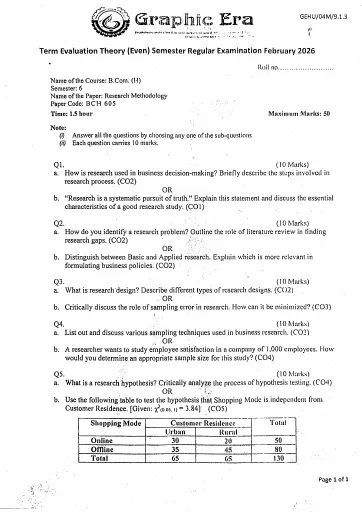 GEHU/04M/9.1.3
Graphic Era
Term Evaluation Theory (Even) Semester Regular Examination February 2026
Roll no.............................
Name of the Course: B.Com. (H)
Semester: 6
Name of the Paper: Research Methodology
Paper Code: BCH 605
Time: 1.5 hour Maximum Marks: 50
Note:
(i) Answer all the questions by choosing any one of the sub-questions
(ii) Each question carries 10 marks.
Q1. (10 Marks)
a. How is research used in business decision-making? Briefly describe the steps involved in
research process. (CO2)
OR
b. "Research is a systematic pursuit of truth." Explain this statement and discuss the essential
characteristics of a good research study. (CO1)
Q2. (10 Marks)
a. How do you identify a research problem? Outline the role of literature review in finding
research gaps. (CO2)
OR
b. Distinguish between Basic and Applied research. Explain which is more relevant in
formulating business policies. (CO2)
Q3. (10 Marks)
a. What is research design? Describe different types of research designs. (CO2)
OR
b. Critically discuss the role of sampling error in research. How can it be minimized? (CO3)
Q4. (10 Marks)
a. List out and discuss various sampling techniques used in business research. (CO2)
OR
b. A researcher wants to study employee satisfaction in a company of 1,000 employees. How
would you determine an appropriate sample size for this study? (CO4)
Q5. (10 Marks)
a. What is a research hypothesis? Critically analyze the process of hypothesis testing. (CO4)
OR
b. Use the following table to test the hypothesis that Shopping Mode is independent from
Customer Residence. [Given: χ²(0.05, 1) = 3.84] (CO5)
Shopping Mode Customer Residence Total
Urban Rural
Online 30 20 50
Offline 35 45 80
Total 65 65 130
Page 1 of 1